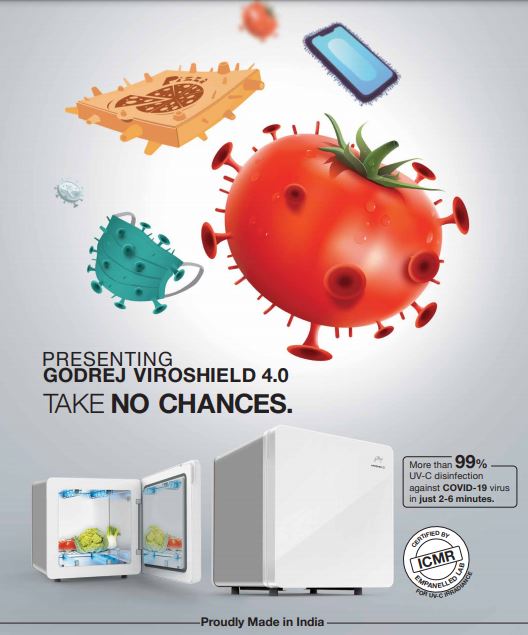 PIZZA
PRESENTING
GODREJ VIROSHIELD 4.0
TAKE NO CHANCES.
More than 99%
UV-C disinfection
against COVID-19 virus
in just 2-6 minutes.
CERTIFIED BY
ICMR
EMPANELLED LAB
FOR UV-C IRRADIANCE
Proudly Made in India